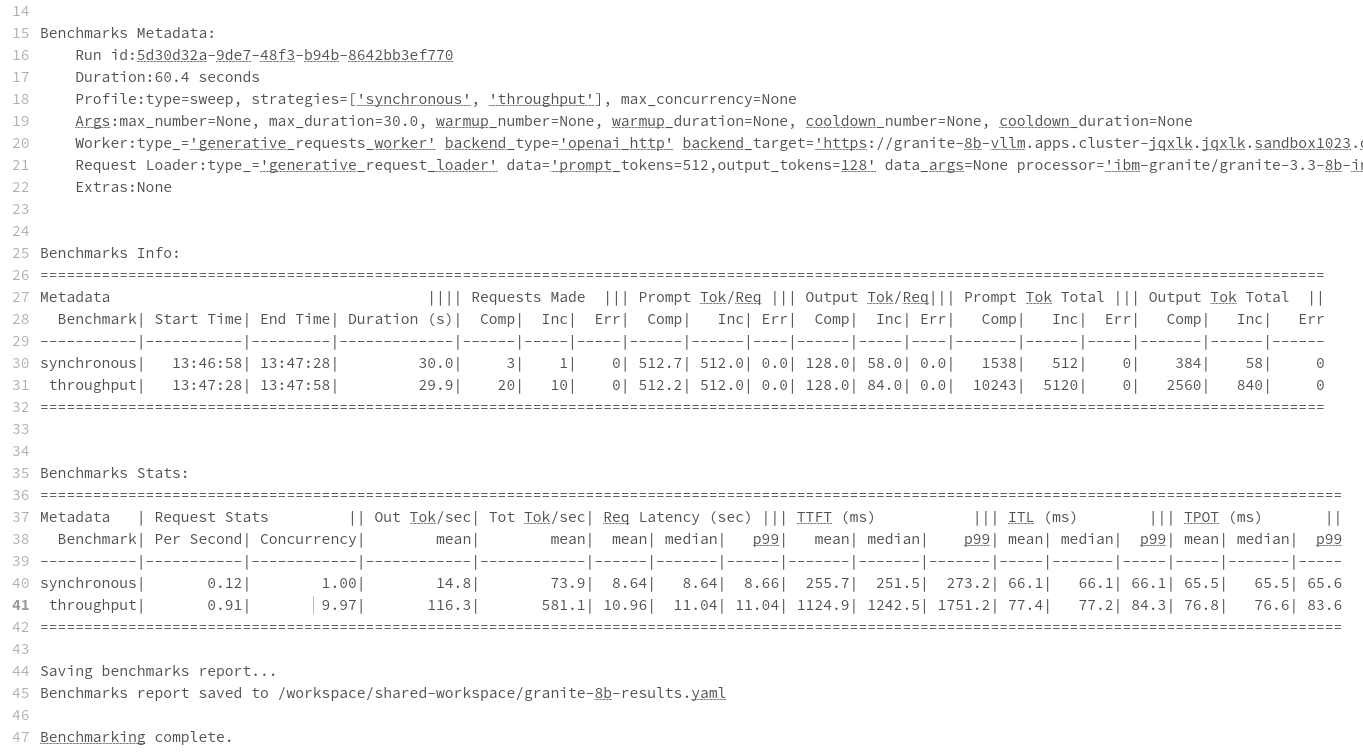 14
15 Benchmarks Metadata:
16     Run id:5d30d32a-9de7-48f3-b94b-8642bb3ef770
17     Duration:60.4 seconds
18     Profile:type=sweep, strategies=['synchronous', 'throughput'], max_concurrency=None
19     Args:max_number=None, max_duration=30.0, warmup_number=None, warmup_duration=None, cooldown_number=None, cooldown_duration=None
20     Worker:type_='generative_requests_worker' backend_type='openai_http' backend_target='https://granite-8b-vllm.apps.cluster-jqxlk.jqxlk.sandbox1023.
21     Request Loader:type_='generative_request_loader' data='prompt_tokens=512,output_tokens=128' data_args=None processor='ibm-granite/granite-3.3-8b-in
22     Extras:None
23
24
25 Benchmarks Info:
26 ==================================================================================================================================================
27 Metadata                                    |||| Requests Made  ||| Prompt Tok/Req ||| Output Tok/Req||| Prompt Tok Total ||| Output Tok Total  ||
28   Benchmark| Start Time| End Time| Duration (s)|  Comp|  Inc|  Err|  Comp|   Inc| Err|  Comp|  Inc| Err|   Comp|   Inc|   Err|   Comp|   Inc|   Err
29 -----------|-----------|---------|-------------|------|-----|-----|------|------|----|------|-----|----|-------|------|------|-------|------|------
30 synchronous|   13:46:58| 13:47:28|         30.0|     3|    1|    0| 512.7| 512.0| 0.0| 128.0| 58.0| 0.0|   1538|   512|     0|    384|    58|     0
31  throughput|   13:47:28| 13:47:58|         29.9|    20|   10|    0| 512.2| 512.0| 0.0| 128.0| 84.0| 0.0|  10243|  5120|     0|   2560|   840|     0
32 ==================================================================================================================================================
33
34
35 Benchmarks Stats:
36 ====================================================================================================================================================
37 Metadata   | Request Stats         || Out Tok/sec| Tot Tok/sec| Req Latency (sec) ||| TTFT (ms)           ||| ITL (ms)        ||| TPOT (ms)       ||
38   Benchmark| Per Second| Concurrency|        mean|        mean|  mean| median|   p99|   mean| median|    p99| mean| median|  p99| mean| median|  p99
39 -----------|-----------|------------|------------|------------|------|-------|------|-------|-------|-------|-----|-------|-----|-----|-------|-----
40 synchronous|       0.12|        1.00|        14.8|        73.9|  8.64|   8.64|  8.66|  255.7|  251.5|  273.2| 66.1|   66.1| 66.1| 65.5|   65.5| 65.6
41  throughput|       0.91|        9.97|       116.3|       581.1| 10.96|  11.04| 11.04| 1124.9| 1242.5| 1751.2| 77.4|   77.2| 84.3| 76.8|   76.6| 83.6
42 ====================================================================================================================================================
43
44 Saving benchmarks report...
45 Benchmarks report saved to /workspace/shared-workspace/granite-8b-results.yaml
46
47 Benchmarking complete.